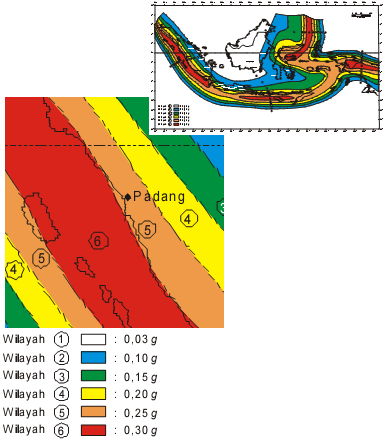 Padang
3
4
5
6
5
4
Wilayah 1 : 0,03 g
Wilayah 2 : 0,10 g
Wilayah 3 : 0,15 g
Wilayah 4 : 0,20 g
Wilayah 5 : 0,25 g
Wilayah 6 : 0,30 g